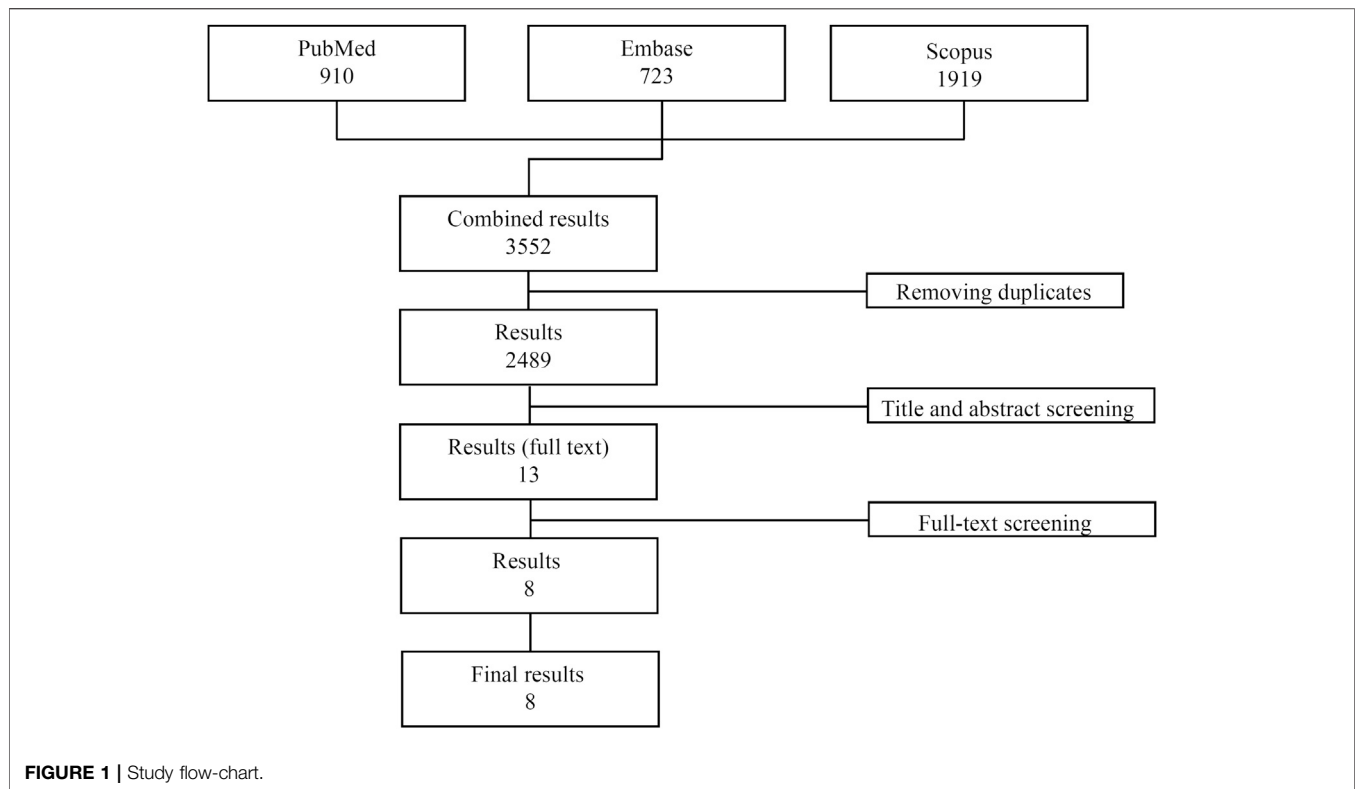 PubMed
910
Embase
723
Scopus
1919
Combined results
3552
Removing duplicates
Results
2489
Title and abstract screening
Results (full text)
13
Full-text screening
Results
8
Final results
8
FIGURE 1 | Study flow-chart.